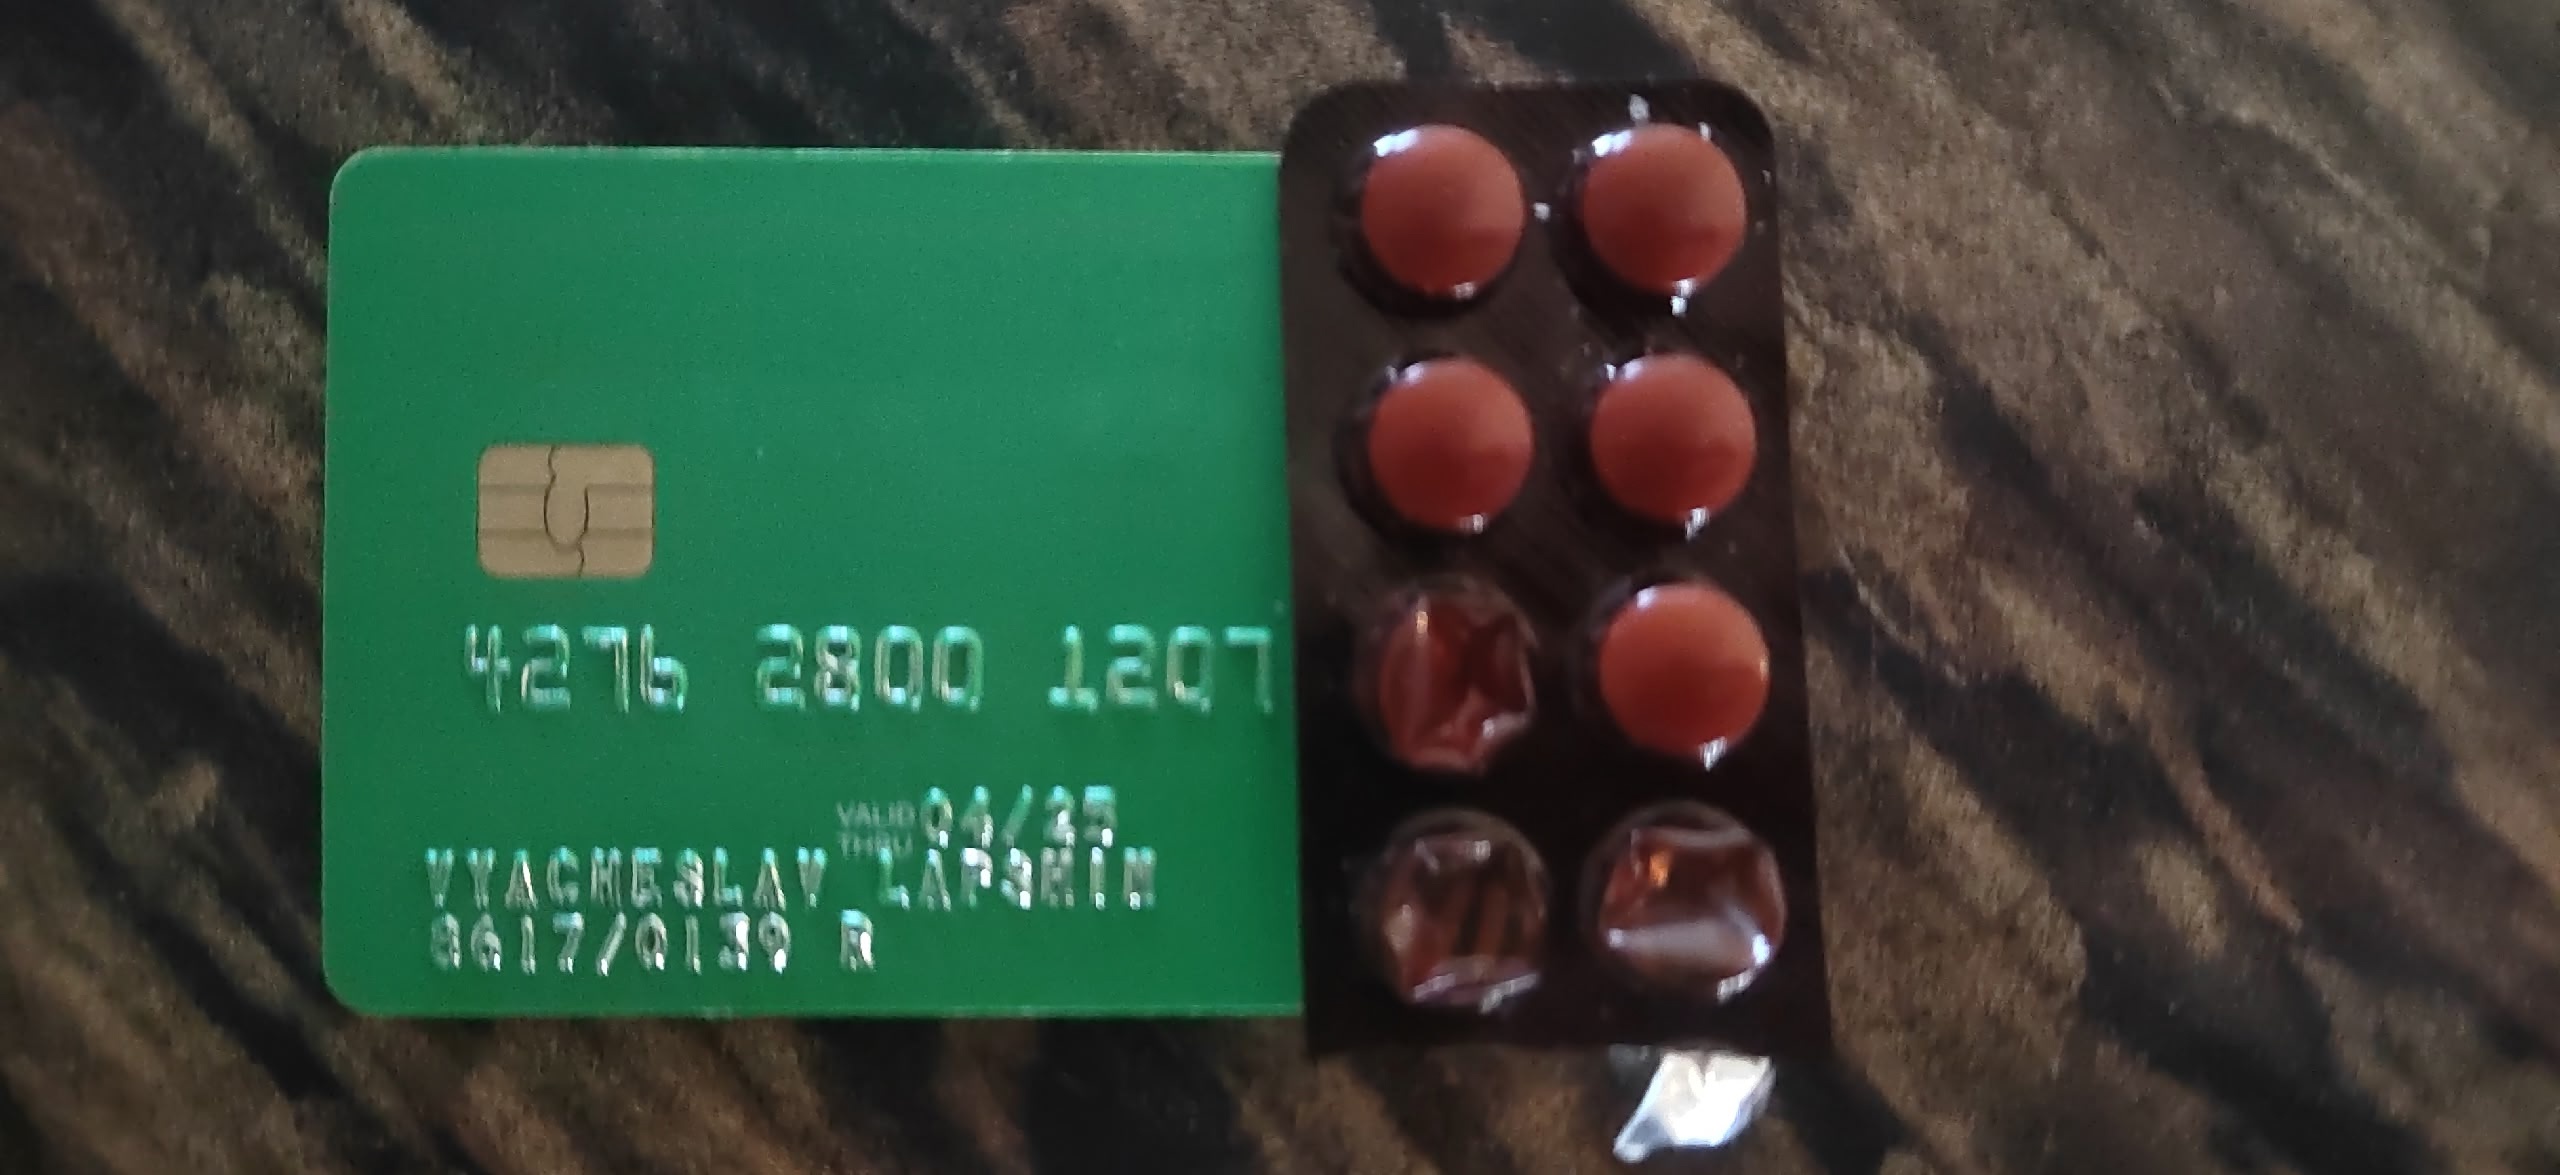 4276 2800 1207
VALID THRU 04/25
VYACHESLAV LAPSHIN
8617/0139 R